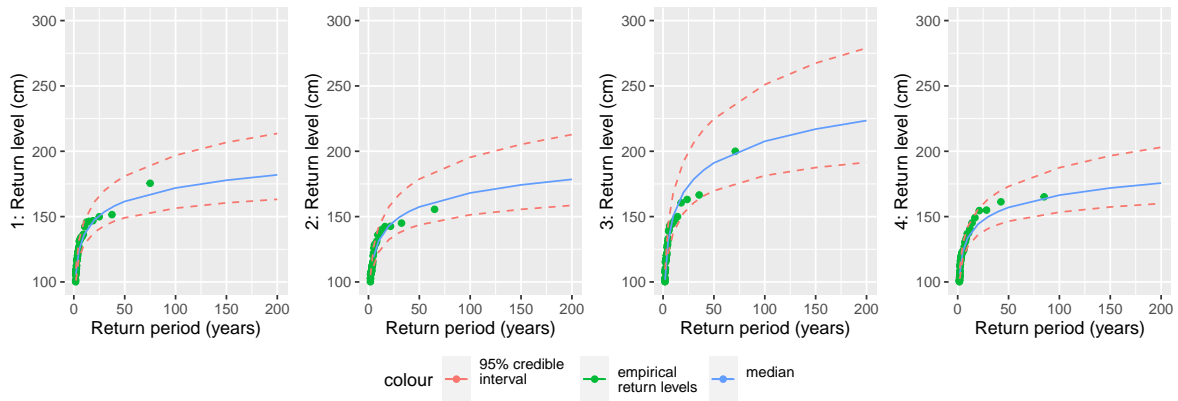 1: Return level (cm)
300
250
200
150
100
0 50 100 150 200
Return period (years)
2: Return level (cm)
300
250
200
150
100
0 50 100 150 200
Return period (years)
3: Return level (cm)
300
250
200
150
100
0 50 100 150 200
Return period (years)
4: Return level (cm)
300
250
200
150
100
0 50 100 150 200
Return period (years)
colour
95% credible
interval
empirical
return levels
median